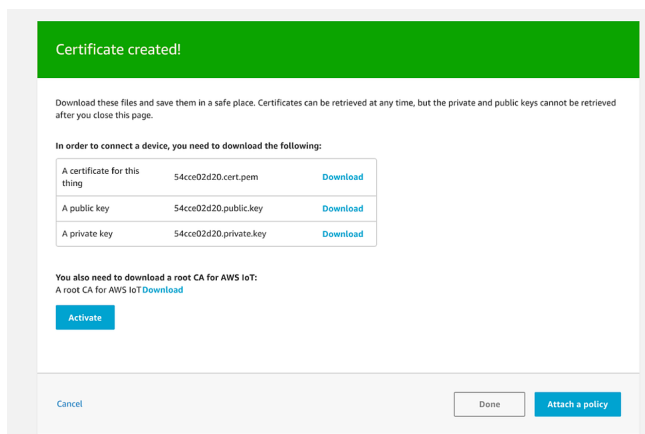 Certificate created!
Download these files and save them in a safe place. Certificates can be retrieved at any time, but the private and public keys cannot be retrieved
after you close this page.
In order to connect a device, you need to download the following:
A certificate for this
thing
54cce02d20.cert.pem
Download
A public key
54cce02d20.public.key
Download
A private key
54cce02d20.private.key
Download
You also need to download a root CA for AWS IoT:
A root CA for AWS IoT Download
Activate
Cancel
Done
Attach a policy